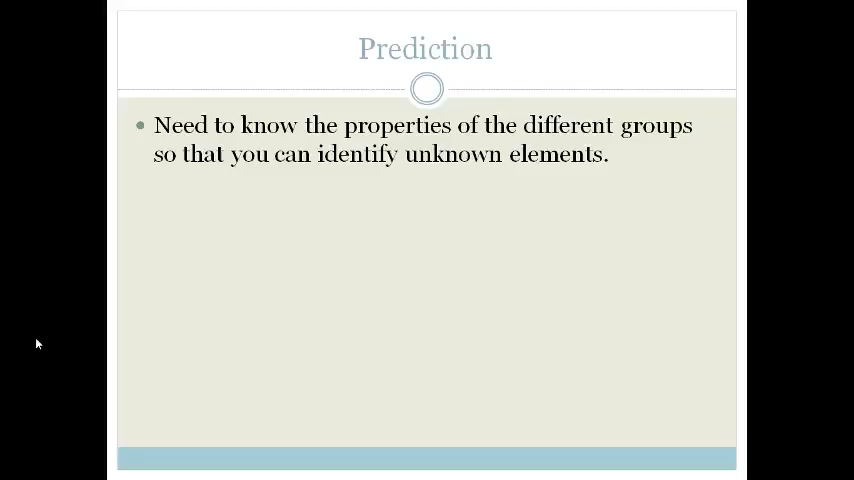 Prediction
Need to know the properties of the different groups
so that you can identify unknown elements.